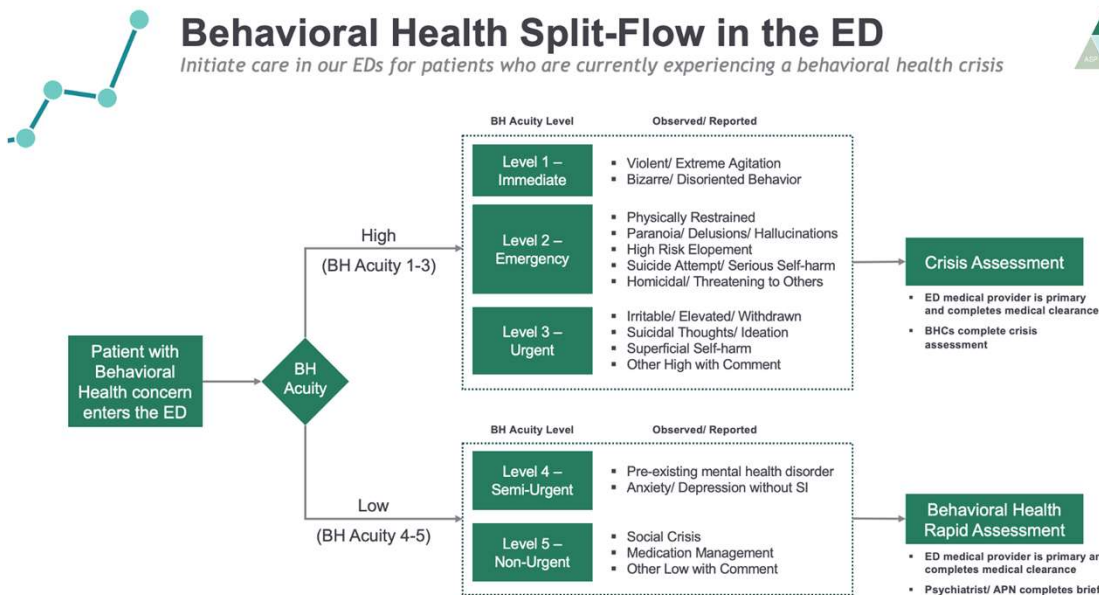 Behavioral Health Split-Flow in the ED
Initiate care in our EDs for patients who are currently experiencing a behavioral health crisis
ASP
Patient with
Behavioral
Health concern
enters the ED
BH
Acuity
High
(BH Acuity 1-3)
BH Acuity Level
Observed/ Reported
Level 1 –
Immediate
▪ Violent/ Extreme Agitation
▪ Bizarre/ Disoriented Behavior
Level 2 –
Emergency
▪ Physically Restrained
▪ Paranoia/ Delusions/ Hallucinations
▪ High Risk Elopement
▪ Suicide Attempt/ Serious Self-harm
▪ Homicidal/ Threatening to Others
Level 3 –
Urgent
▪ Irritable/ Elevated/ Withdrawn
▪ Suicidal Thoughts/ Ideation
▪ Superficial Self-harm
▪ Other High with Comment
Crisis Assessment
▪ ED medical provider is primary
and completes medical clearance
▪ BHCs complete crisis
assessment
Low
(BH Acuity 4-5)
BH Acuity Level
Observed/ Reported
Level 4 –
Semi-Urgent
▪ Pre-existing mental health disorder
▪ Anxiety/ Depression without SI
Level 5 –
Non-Urgent
▪ Social Crisis
▪ Medication Management
▪ Other Low with Comment
Behavioral Health
Rapid Assessment
▪ ED medical provider is primary an
completes medical clearance
▪ Psychiatrist/ APN completes brief